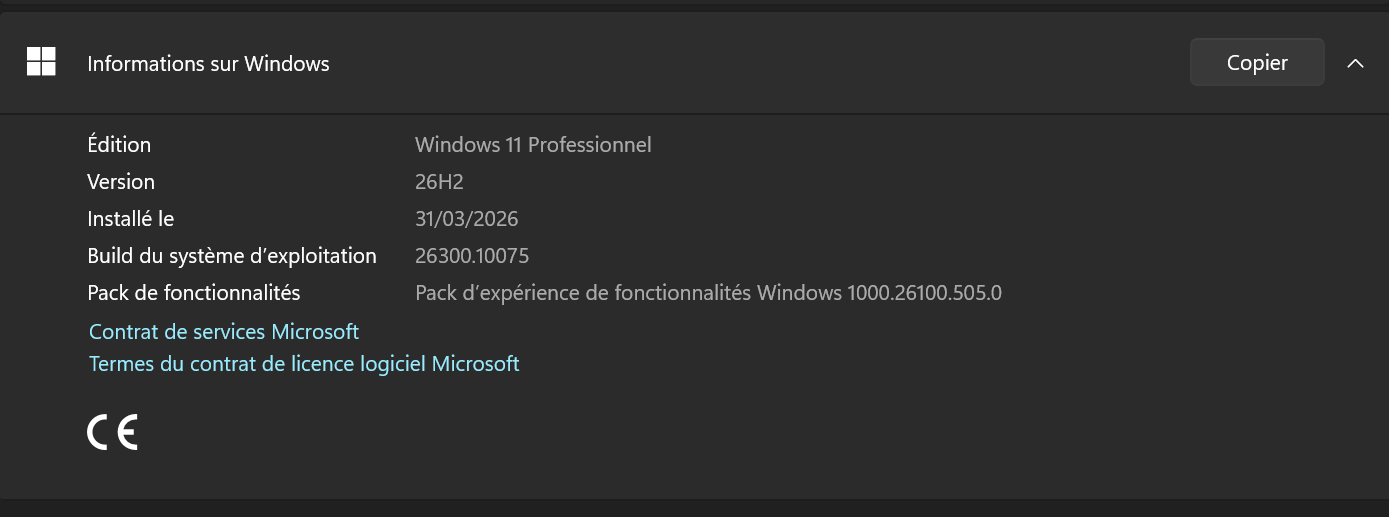 Informations sur Windows
Copier
Édition Windows 11 Professionnel
Version 26H2
Installé le 31/03/2026
Build du système d’exploitation 26300.10075
Pack de fonctionnalités Pack d’expérience de fonctionnalités Windows 1000.26100.505.0
Contrat de services Microsoft
Termes du contrat de licence logiciel Microsoft
CE